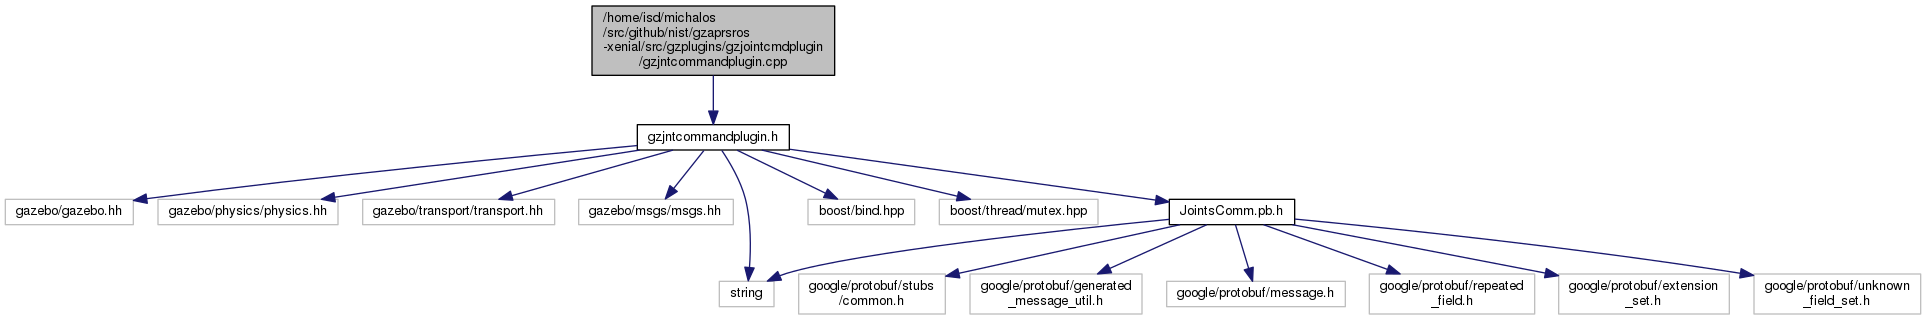 /home/isd/michalos
/src/github/nist/gzaprsros
-xenial/src/gzplugins/gzjointcmdplugin
/gzjntcommandplugin.cpp
gzjntcommandplugin.h
gazebo/gazebo.hh
gazebo/physics/physics.hh
gazebo/transport/transport.hh
gazebo/msgs/msgs.hh
boost/bind.hpp
boost/thread/mutex.hpp
JointsComm.pb.h
string
google/protobuf/stubs
/common.h
google/protobuf/generated
_message_util.h
google/protobuf/message.h
google/protobuf/repeated
_field.h
google/protobuf/extension
_set.h
google/protobuf/unknown
_field_set.h